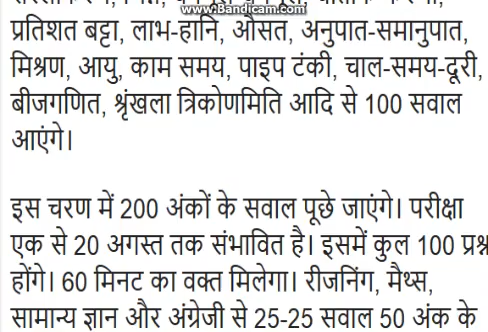 www.Bandicam.com
प्रतिशत बट्टा, लाभ-हानि, औसत, अनुपात-समानुपात,
मिश्रण, आयु, काम समय, पाइप टंकी, चाल-समय-दूरी,
बीजगणित, श्रृंखला त्रिकोणमिति आदि से 100 सवाल
आएंगे।
इस चरण में 200 अंकों के सवाल पूछे जाएंगे। परीक्षा
एक से 20 अगस्त तक संभावित है। इसमें कुल 100 प्रश्न
होंगे। 60 मिनट का वक्त मिलेगा। रीजनिंग, मैथ्स,
सामान्य ज्ञान और अंग्रेजी से 25-25 सवाल 50 अंक के